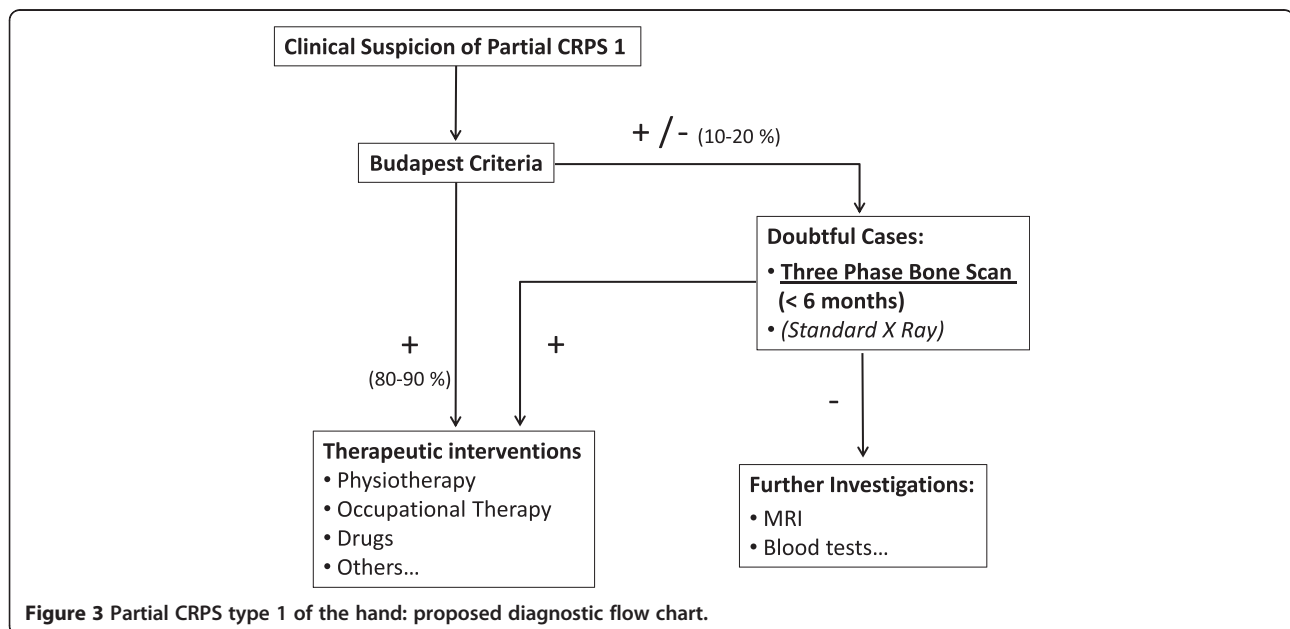 Clinical Suspicion of Partial CRPS 1
+ /- (10-20 %)
Budapest Criteria
Doubtful Cases:
• Three Phase Bone Scan
(< 6 months)
• (Standard X Ray)
+
(80-90 %)
+
-
Therapeutic interventions
• Physiotherapy
• Occupational Therapy
• Drugs
• Others…
Further Investigations:
• MRI
• Blood tests…
Figure 3 Partial CRPS type 1 of the hand: proposed diagnostic flow chart.